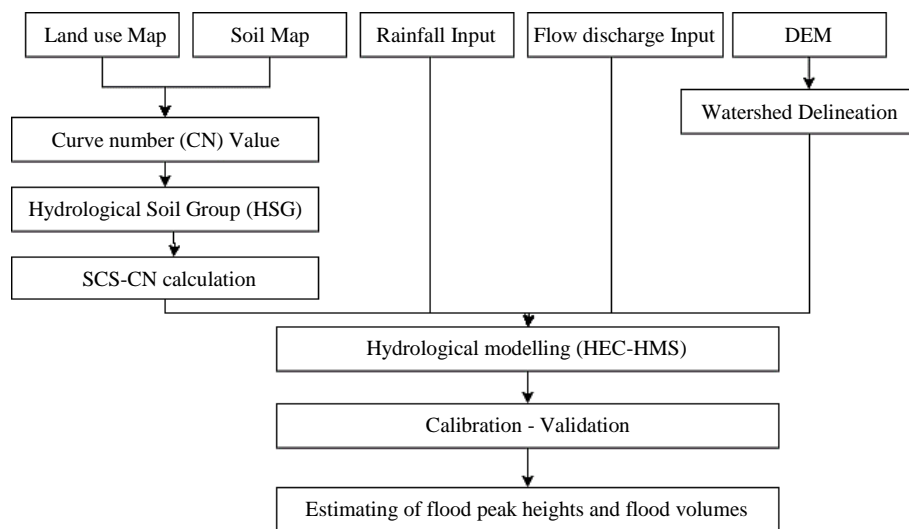 Land use Map
Soil Map
Rainfall Input
Flow discharge Input
DEM
Watershed Delineation
Curve number (CN) Value
Hydrological Soil Group (HSG)
SCS-CN calculation
Hydrological modelling (HEC-HMS)
Calibration - Validation
Estimating of flood peak heights and flood volumes